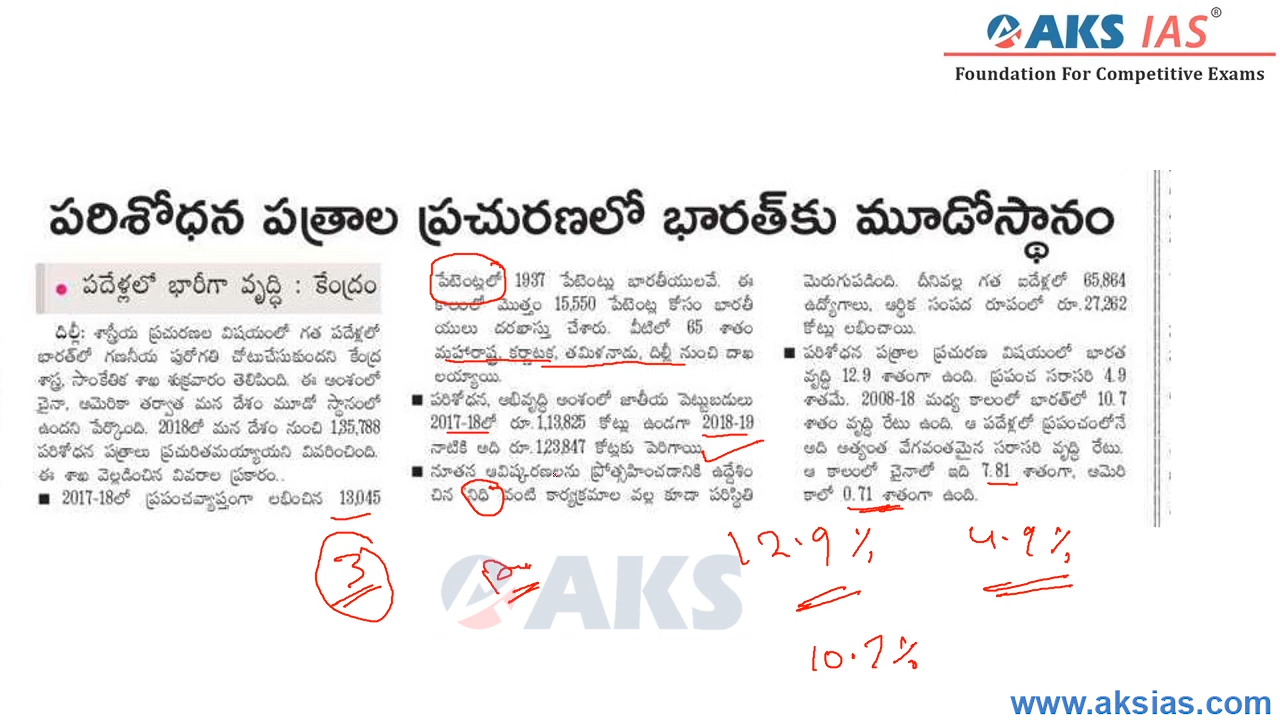 AKS IAS®
Foundation For Competitive Exams
పరిశోధన పత్రాల ప్రచురణలో భారత్‌కు మూడోస్థానం
● పదేళ్లలో భారీగా వృద్ధి : కేంద్రం
దిల్లీ: శాస్త్రీయ ప్రచురణల విషయంలో గత పదేళ్లలో
భారత్‌లో గణనీయ పురోగతి చోటుచేసుకుందని కేంద్ర
శాస్త్ర, సాంకేతిక శాఖ శుక్రవారం తెలిపింది. ఈ అంశంలో
చైనా, అమెరికా తర్వాత మన దేశం మూడో స్థానంలో
ఉందని పేర్కొంది. 2018లో మన దేశం నుంచి 1,35,788
పరిశోధన పత్రాలు ప్రచురితమయ్యాయని వివరించింది.
ఈ శాఖ వెల్లడించిన వివరాల ప్రకారం..
■ 2017-18లో ప్రపంచవ్యాప్తంగా లభించిన 13,045
పేటెంట్లలో 1937 పేటెంట్లు భారతీయులవే. ఈ
కాలంలో మొత్తం 15,550 పేటెంట్ల కోసం భారతీ
యులు దరఖాస్తు చేశారు. వీటిలో 65 శాతం
మహారాష్ట్ర, కర్ణాటక, తమిళనాడు, దిల్లీ నుంచి దాఖ
లయ్యాయి.
■ పరిశోధన, అభివృద్ధి అంశంలో జాతీయ పెట్టుబడులు
2017-18లో రూ.1,13,825 కోట్లు ఉండగా 2018-19
నాటికి అది రూ.1,23,847 కోట్లకు పెరిగాయి.
■ నూతన ఆవిష్కరణలను ప్రోత్సహించడానికి ఉద్దేశిం
చిన నిధి వంటి కార్యక్రమాల వల్ల కూడా పరిస్థితి
మెరుగుపడింది. దీనివల్ల గత ఐదేళ్లలో 65,864
ఉద్యోగాలు, ఆర్థిక సంపద రూపంలో రూ.27,262
కోట్లు లభించాయి.
■ పరిశోధన పత్రాల ప్రచురణ విషయంలో భారత
వృద్ధి 12.9 శాతంగా ఉంది. ప్రపంచ సరాసరి 4.9
శాతమే. 2008-18 మధ్య కాలంలో భారత్‌లో 10.7
శాతం వృద్ధి రేటు ఉంది. ఆ పదేళ్లలో ప్రపంచంలోనే
అది అత్యంత వేగవంతమైన సరాసరి వృద్ధి రేటు.
ఆ కాలంలో చైనాలో ఇది 7.81 శాతంగా, అమెరి
కాలో 0.71 శాతంగా ఉంది.
3
12.9%
4.9%
10.7%
AKS
www.aksias.com